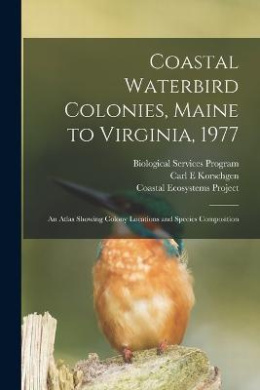 Coastal
Waterbird
Colonies, Maine
to Virginia, 1977
Biological Services Program
Carl E Korschgen
Coastal Ecosystems Project
An Atlas Showing Colony Locations and Species Composition